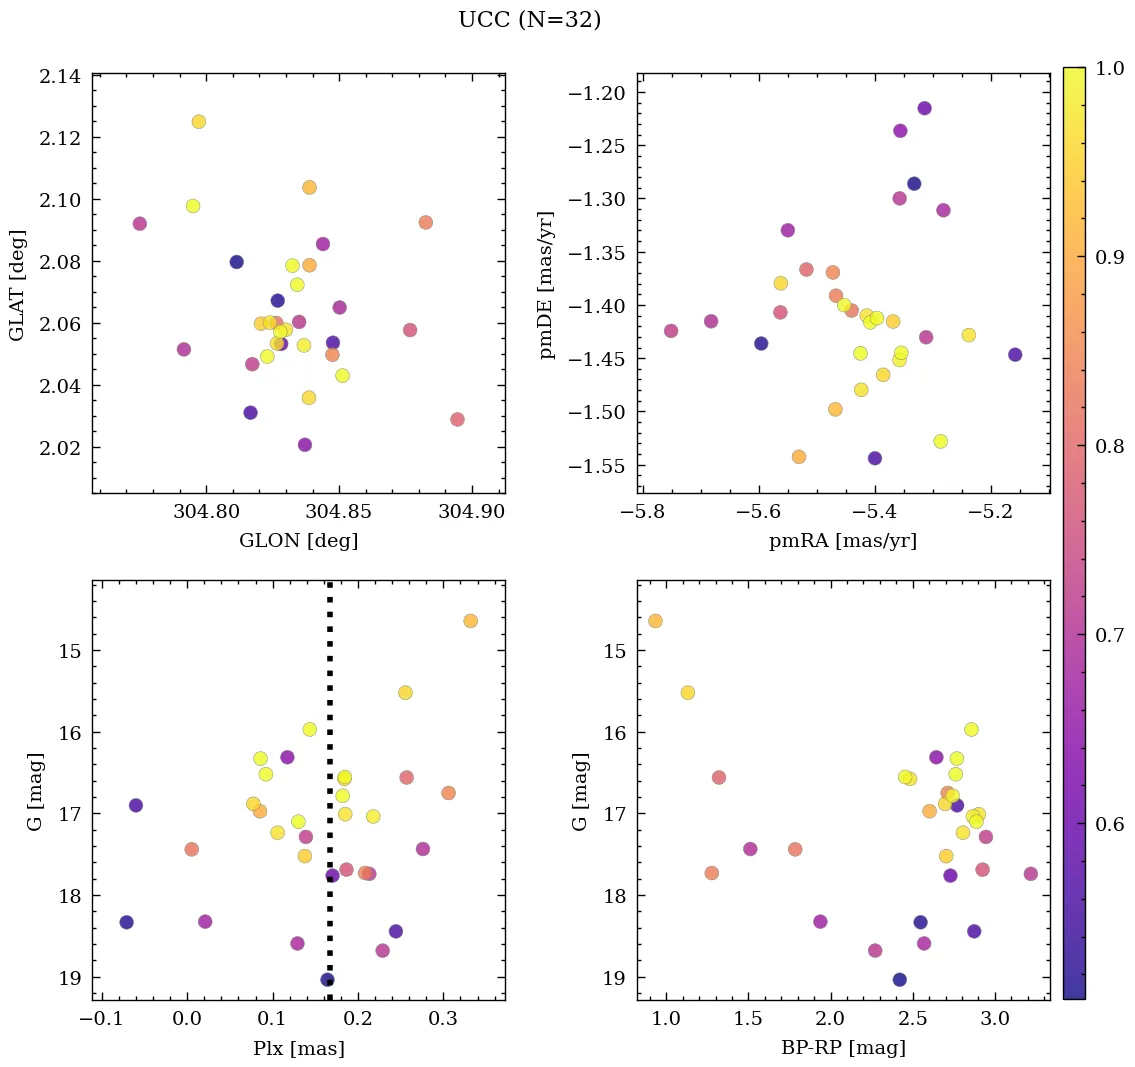 UCC (N=32)
2.14
2.12
2.10
2.08
2.06
2.04
2.02
GLAT [deg]
304.80 304.85 304.90
GLON [deg]
−1.20
−1.25
−1.30
−1.35
−1.40
−1.45
−1.50
−1.55
pmDE [mas/yr]
−5.8 −5.6 −5.4 −5.2
pmRA [mas/yr]
1.0
0.9
0.8
0.7
0.6
15
16
17
18
19
G [mag]
−0.1 0.0 0.1 0.2 0.3
Plx [mas]
15
16
17
18
19
G [mag]
1.0 1.5 2.0 2.5 3.0
BP-RP [mag]